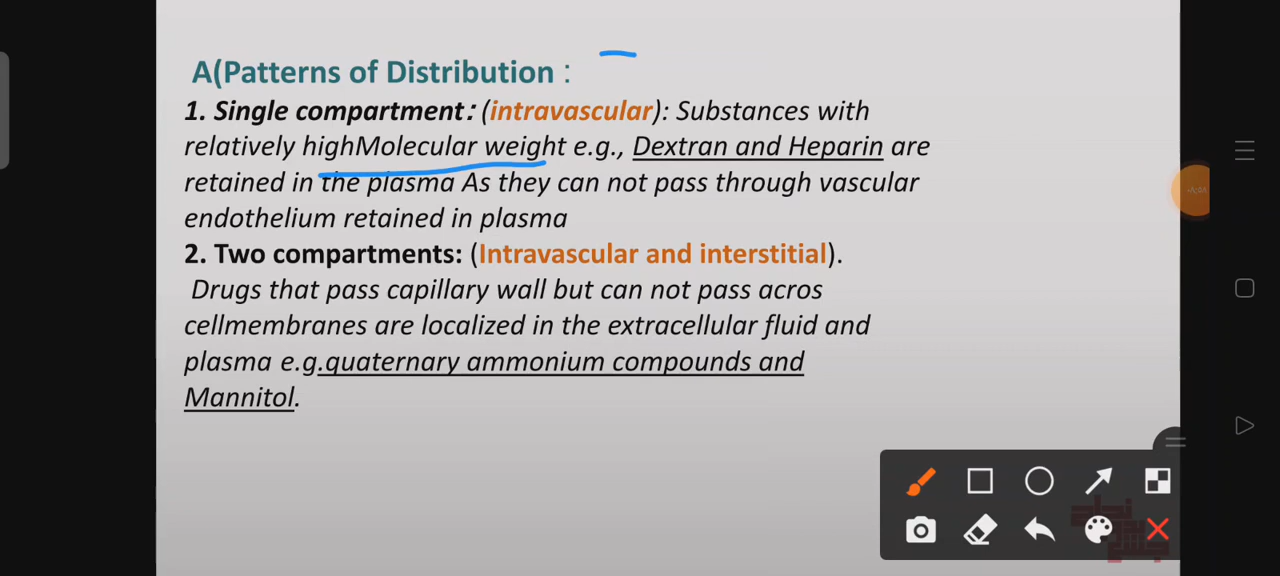 A(Patterns of Distribution :
1. Single compartment: (intravascular): Substances with
relatively highMolecular weight e.g., Dextran and Heparin are
retained in the plasma As they can not pass through vascular
endothelium retained in plasma
2. Two compartments: (Intravascular and interstitial).
Drugs that pass capillary wall but can not pass acros
cellmembranes are localized in the extracellular fluid and
plasma e.g.quaternary ammonium compounds and
Mannitol.